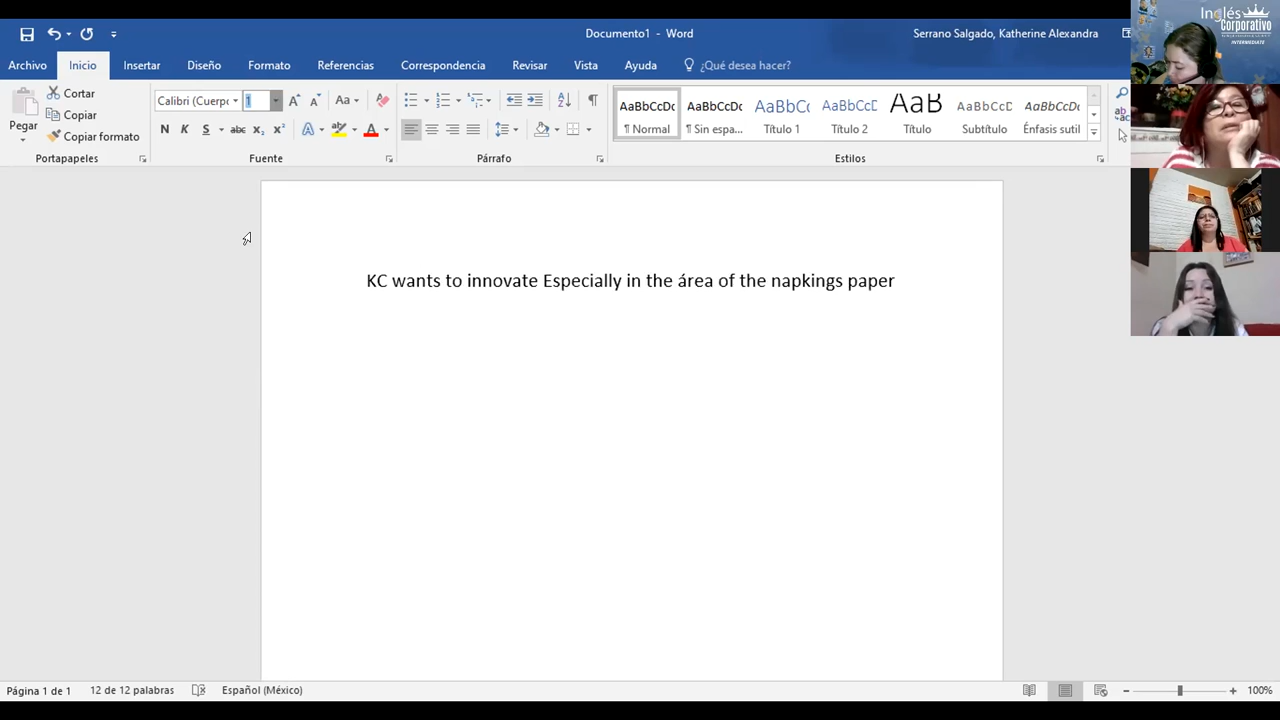 Documento1 - Word
Serrano Salgado, Katherine Alexandra
Inglés
Corporativo
INTERMEDIATE
Archivo Inicio Insertar Diseño Formato Referencias Correspondencia Revisar Vista Ayuda ¿Qué desea hacer?
Pegar
Cortar
Copiar
Copiar formato
Portapapeles
Calibri (Cuerpo
Aa
N K S abc x₂ x²
Fuente
Párrafo
AaBbCcDc AaBbCcDc AaBbCc AaBbCcD AaB AaBbCcD AaBbCcDc
¶ Normal ¶ Sin espa... Título 1 Título 2 Título Subtítulo Énfasis sutil
Estilos
KC wants to innovate Especially in the área of the napkings paper
Página 1 de 1 12 de 12 palabras Español (México) 100%